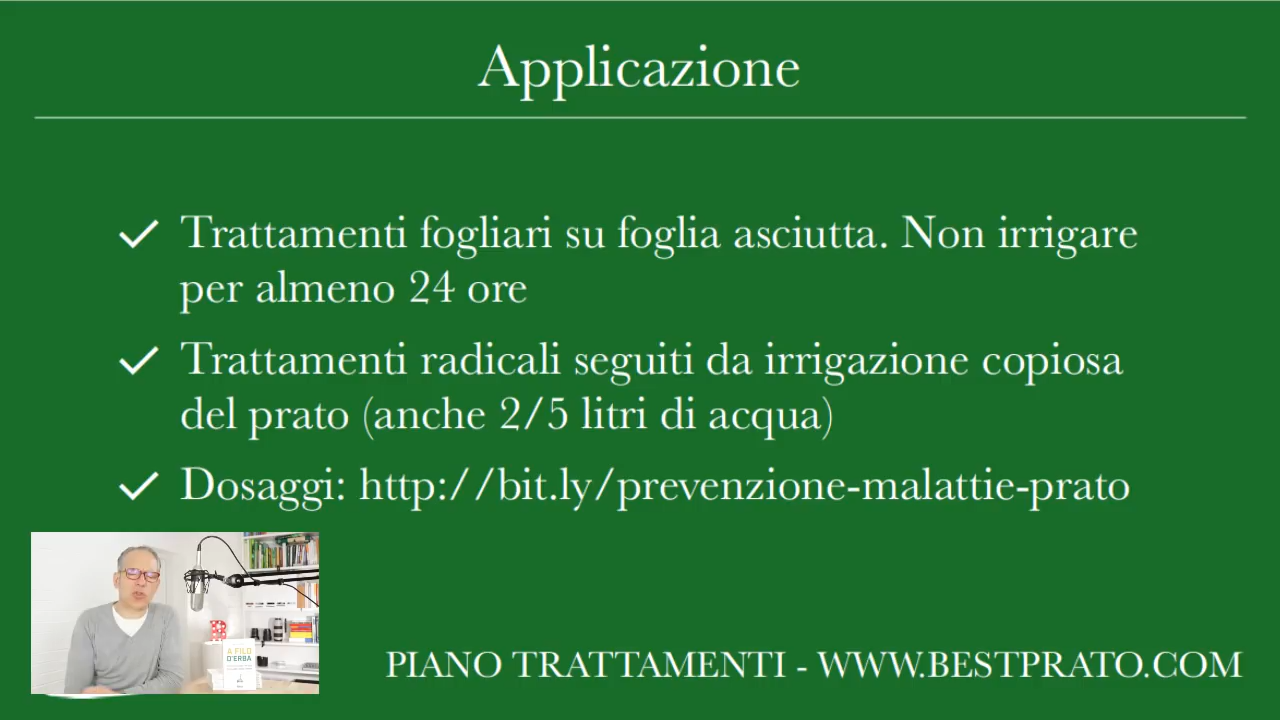 Applicazione
Trattamenti fogliari su foglia asciutta. Non irrigare
per almeno 24 ore
Trattamenti radicali seguiti da irrigazione copiosa
del prato (anche 2/5 litri di acqua)
Dosaggi: http://bit.ly/prevenzione-malattie-prato
A FILO
D'ERBA
PIANO TRATTAMENTI - WWW.BESTPRATO.COM